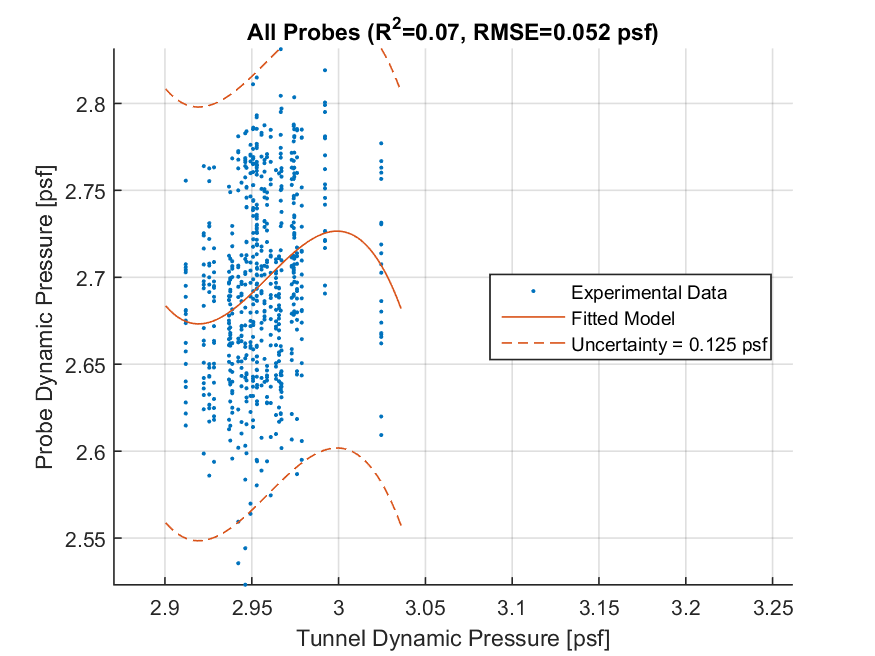 All Probes (R²=0.07, RMSE=0.052 psf)
2.8
2.75
2.7
2.65
2.6
2.55
Probe Dynamic Pressure [psf]
Experimental Data
Fitted Model
Uncertainty = 0.125 psf
2.9 2.95 3 3.05 3.1 3.15 3.2 3.25
Tunnel Dynamic Pressure [psf]